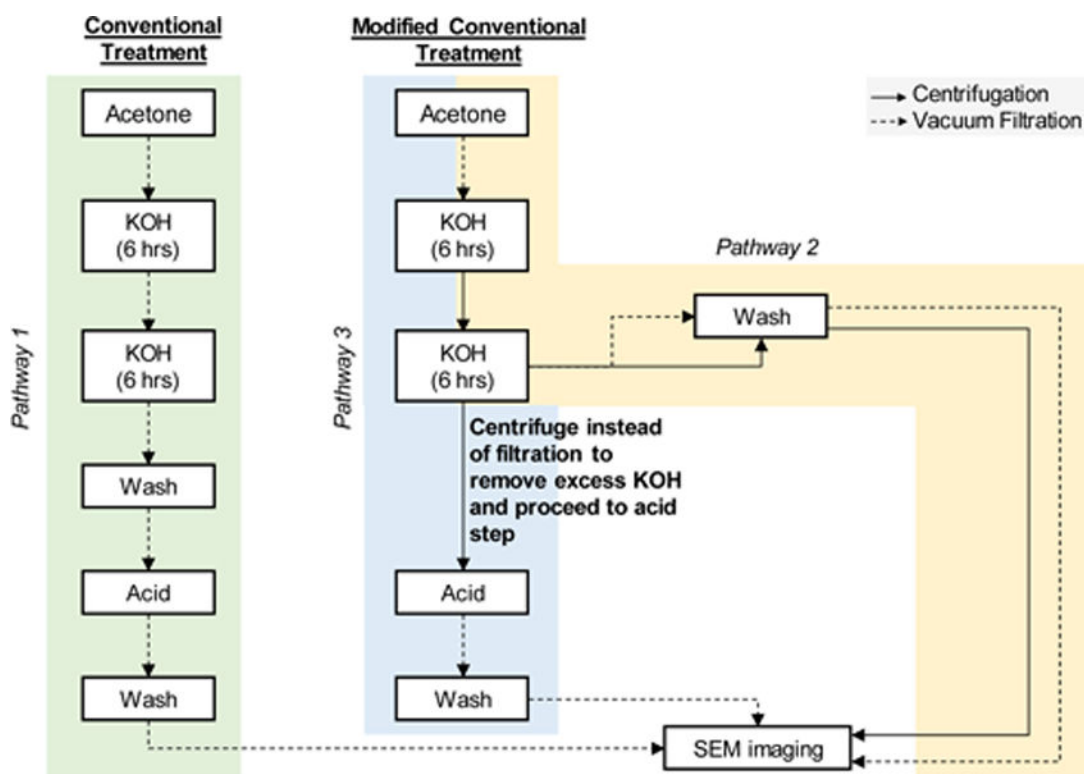 Conventional
Treatment
Modified Conventional
Treatment
Centrifugation
Vacuum Filtration
Pathway 1
Acetone
KOH
(6 hrs)
KOH
(6 hrs)
Wash
Acid
Wash
Pathway 3
Acetone
KOH
(6 hrs)
KOH
(6 hrs)
Centrifuge instead
of filtration to
remove excess KOH
and proceed to acid
step
Acid
Wash
Pathway 2
Wash
SEM imaging